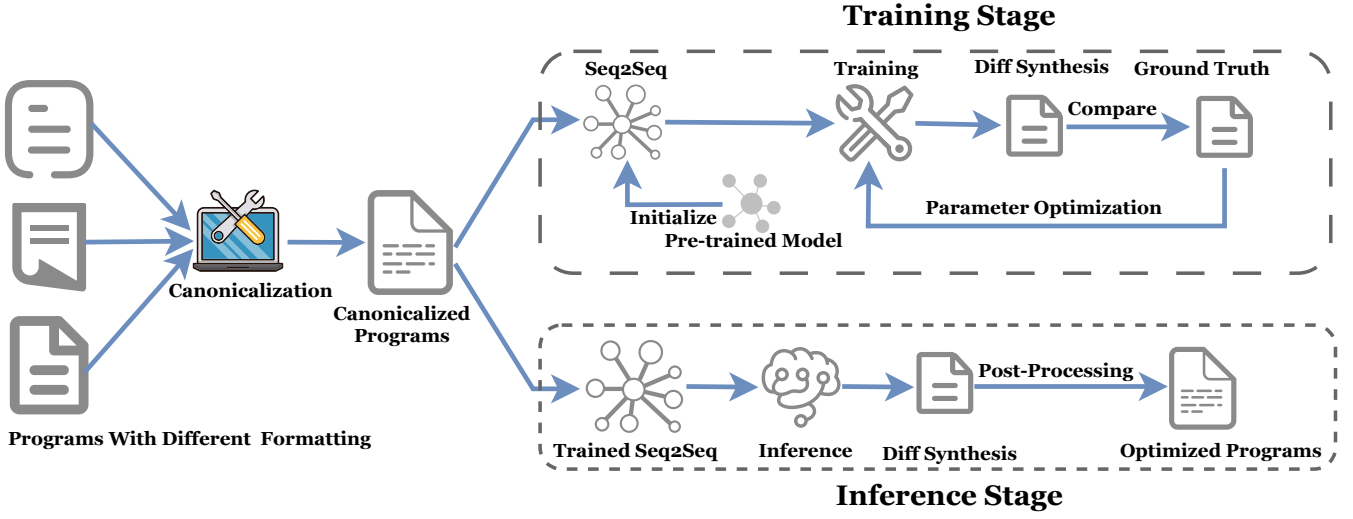 Training Stage
Seq2Seq
Training
Diff Synthesis
Ground Truth
Compare
Initialize
Pre-trained Model
Parameter Optimization
Canonicalization
Canonicalized
Programs
Programs With Different Formatting
Post-Processing
Trained Seq2Seq
Inference
Diff Synthesis
Optimized Programs
Inference Stage